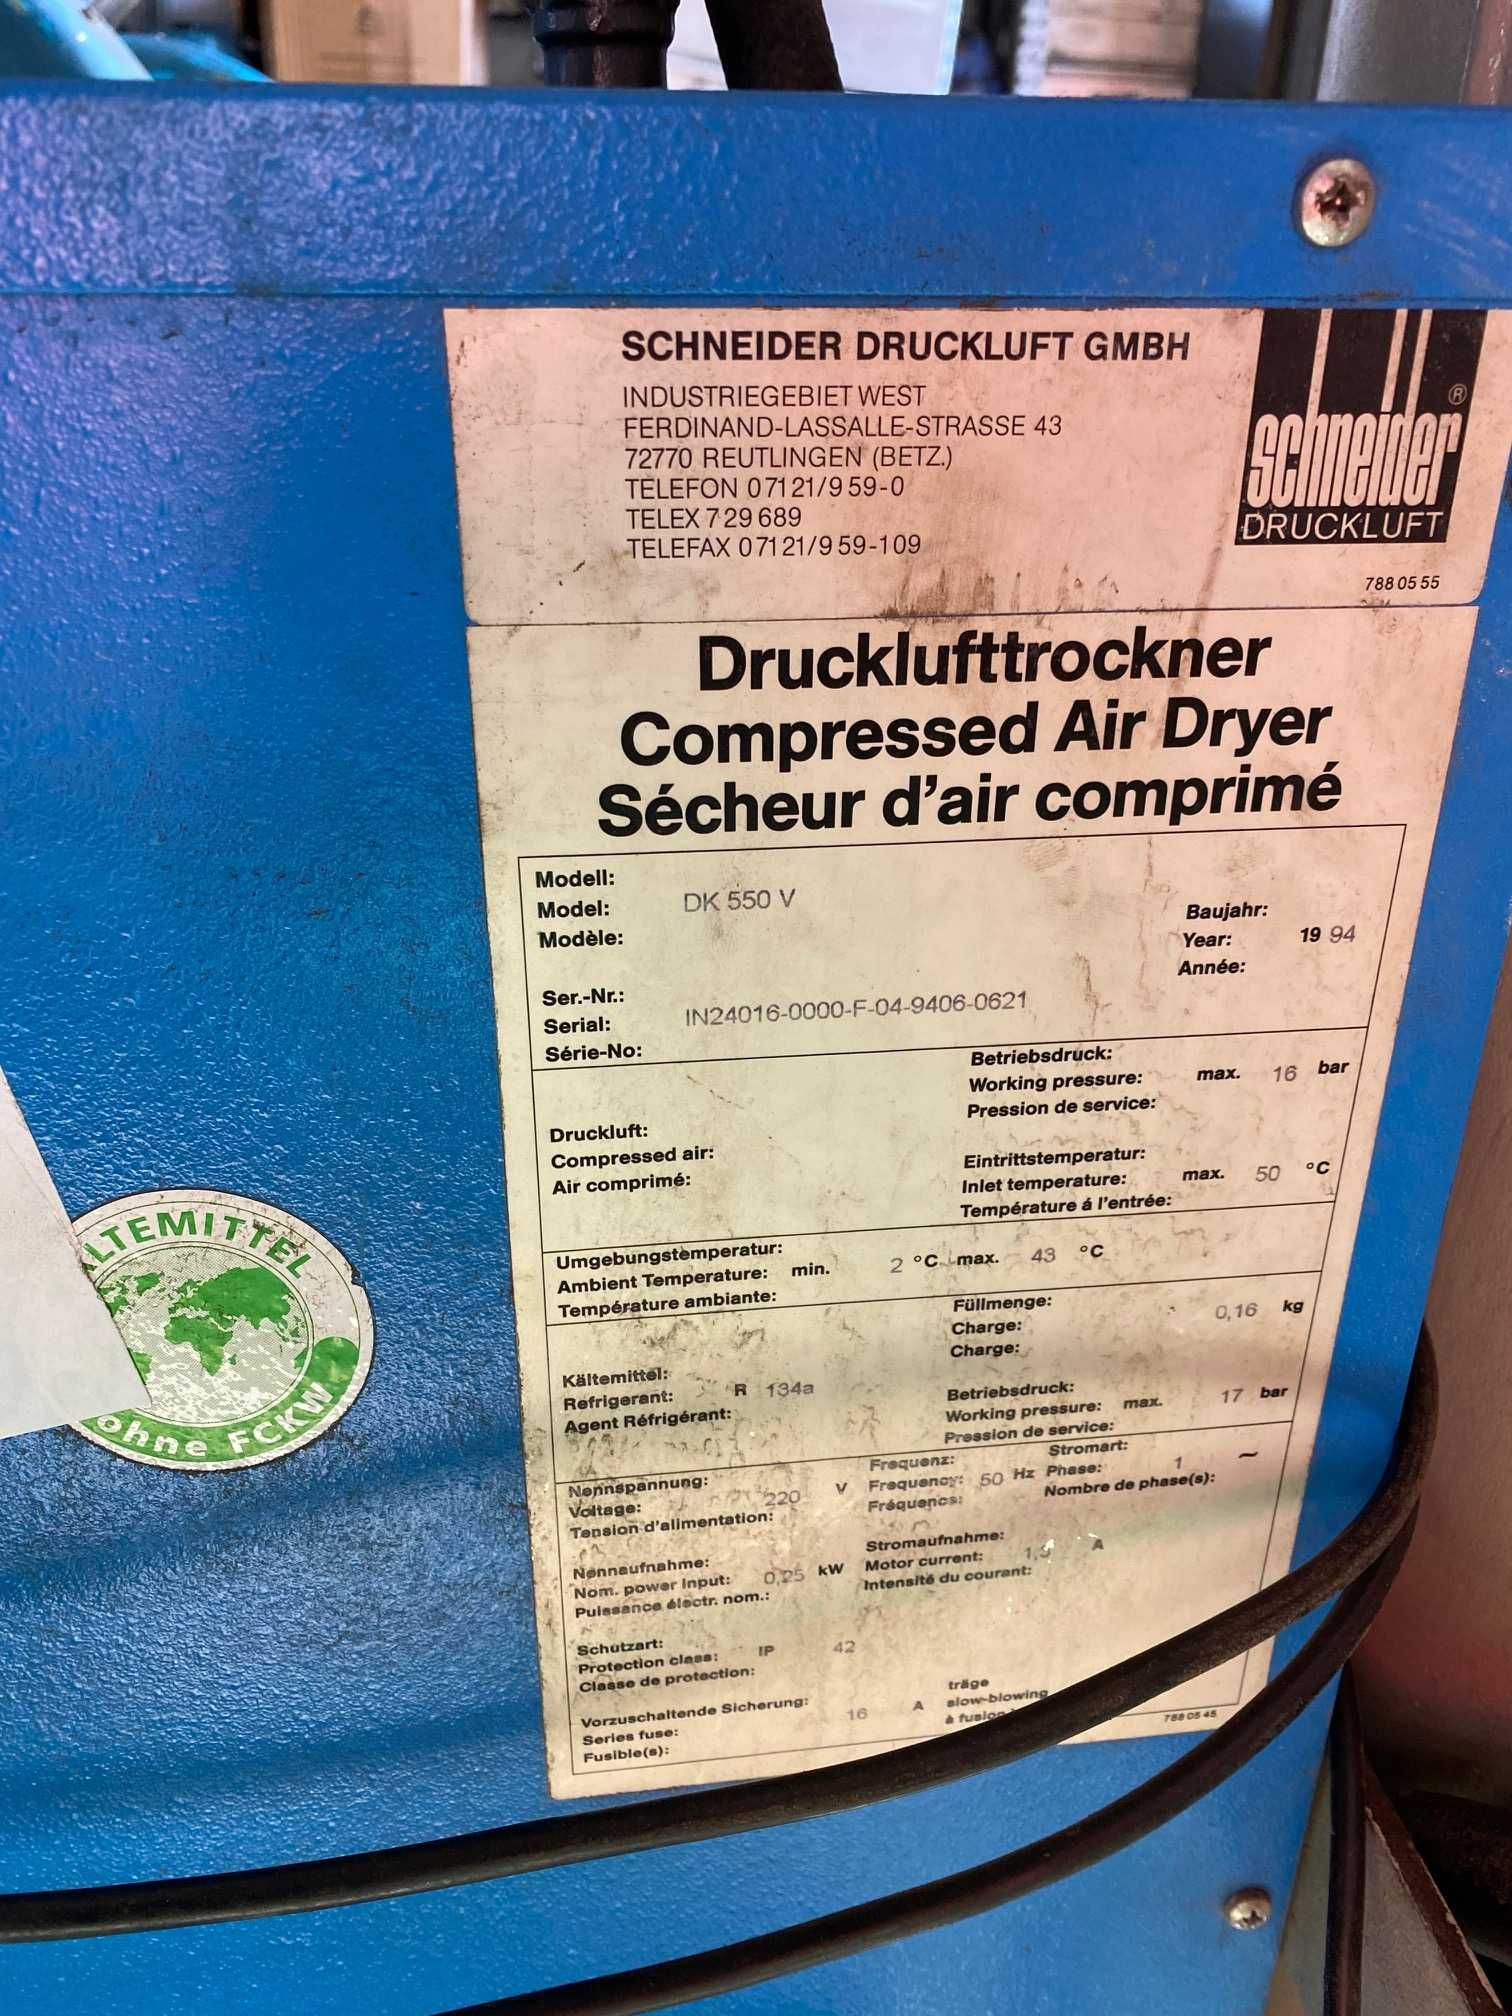 SCHNEIDER DRUCKLUFT GMBH
INDUSTRIEGEBIET WEST
FERDINAND-LASSALLE-STRASSE 43
72770 REUTLINGEN (BETZ.)
TELEFON 07121/959-0
TELEX 729689
TELEFAX 07121/959-109
schneider ®
DRUCKLUFT
7880555
Drucklufttrockner
Compressed Air Dryer
Sécheur d'air comprimé
Modell:
Model: DK 550 V
Modèle:
Baujahr:
Year: 19 94
Année:
Ser.-Nr.:
Serial: IN24016-0000-F-04-9406-0621
Série-No:
Druckluft:
Compressed air:
Air comprimé:
Betriebsdruck:
Working pressure: max. 16 bar
Pression de service:
Eintrittstemperatur:
Inlet temperature: max. 50 °C
Température á l'entrée:
Umgebungstemperatur:
Ambient Temperature: min. 2 °C max. 43 °C
Température ambiante:
Kältemittel:
Refrigerant: R 134a
Agent Réfrigérant:
Füllmenge:
Charge: 0,16 kg
Charge:
Betriebsdruck:
Working pressure: max. 17 bar
Pression de service:
Nennspannung:
Voltage: 220 V
Tension d'alimentation:
Frequenz:
Frequency: 50 Hz
Fréquence:
Stromart:
Phase: 1 ~
Nombre de phase(s):
Nennaufnahme:
Nom. power input: 0,25 kW
Puissance électr. nom.:
Stromaufnahme:
Motor current: A
Intensité du courant:
Schutzart:
Protection class: IP 42
Classe de protection:
Vorzuschaltende Sicherung:
Series fuse: 16 A
Fusible(s):
träge
slow-blowing
à fusion
7880545
ÄLTEMITTEL
ohne FCKW